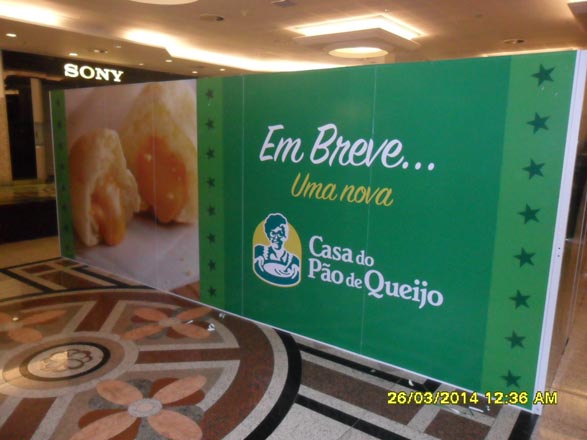 SONY
Em Breve...
Uma nova
Casa do
Pão de Queijo
26/03/2014 12:36 AM